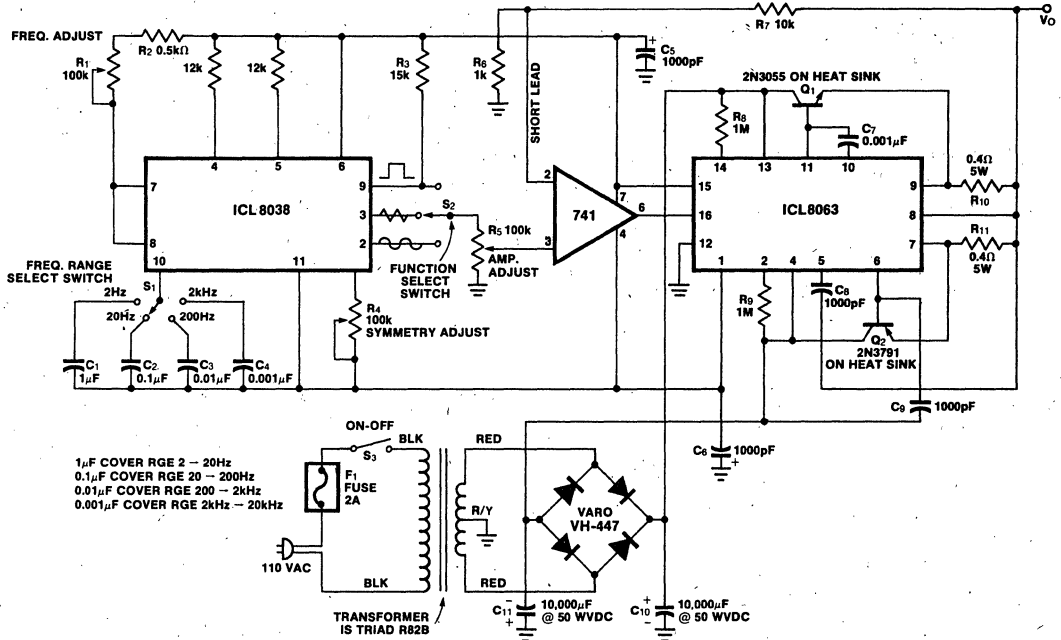 FREQ. ADJUST
R1
100k
R2 0.5kΩ
12k
12k
R3
15k
R6
1k
SHORT LEAD
R7 10k
VO
+
C5
1000pF
2N3055 ON HEAT SINK
Q1
R8
1M
C7
0.001µF
0.4Ω
5W
R10
R11
0.4Ω
5W
4
5
6
7
8
9
3
2
10
11
ICL8038
S2
R5 100k
AMP.
ADJUST
FUNCTION
SELECT
SWITCH
2
3
741
7
6
4
14
13
11
10
15
16
12
1
2
4
5
6
7
8
9
ICL8063
FREQ. RANGE
SELECT SWITCH
S1
2Hz
20Hz
2kHz
200Hz
R4
100k
SYMMETRY ADJUST
C1
1µF
C2
0.1µF
C3
0.01µF
C4
0.001µF
R9
1M
C8
1000pF
Q2
2N3791
ON HEAT SINK
C9 1000pF
C6 1000pF
+
1µF COVER RGE 2 → 20Hz
0.1µF COVER RGE 20 → 200Hz
0.01µF COVER RGE 200 → 2kHz
0.001µF COVER RGE 2kHz → 20kHz
ON-OFF
S3
BLK
RED
F1
FUSE
2A
R/Y
VARO
VH-447
110 VAC
BLK
RED
TRANSFORMER
IS TRIAD R82B
−
C11
+
10,000µF
@ 50 WVDC
+
C10
−
10,000µF
@ 50 WVDC